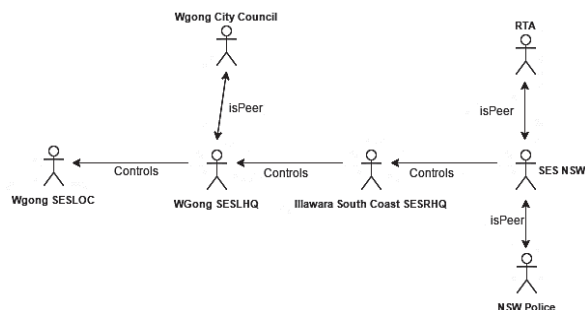 Wgong City Council
RTA
isPeer
isPeer
Controls
Controls
Controls
Wgong SESLOC
WGong SESLHQ
Illawara South Coast SESRHQ
SES NSW
isPeer
NSW Police